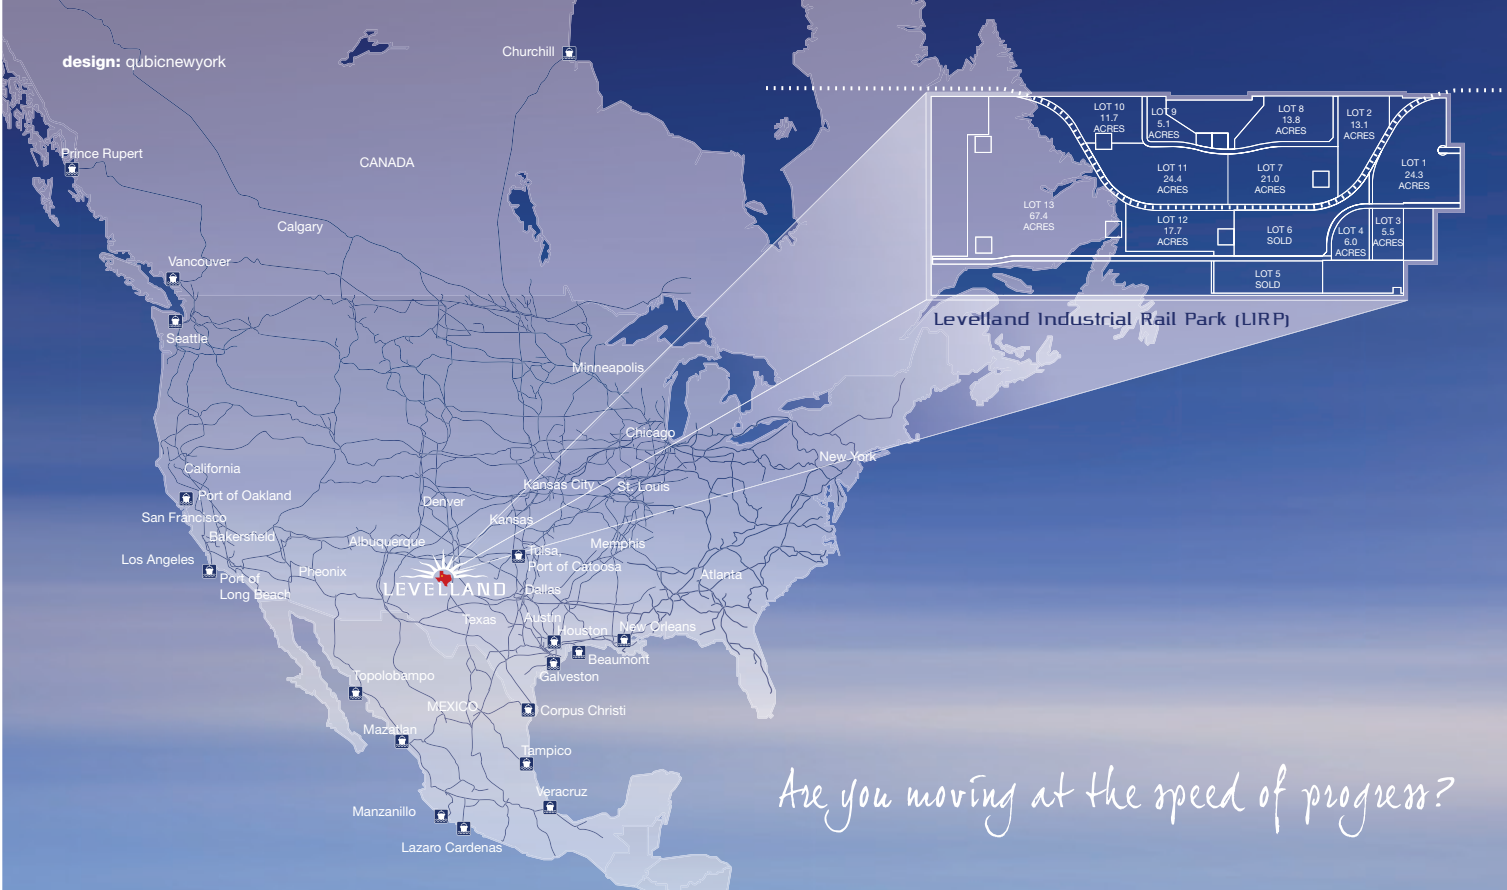 design: qubicnewyork
Churchill
Prince Rupert
CANADA
Calgary
Vancouver
Seattle
Minneapolis
Chicago
New York
California
Port of Oakland
San Francisco
Bakersfield
Los Angeles
Port of
Long Beach
Pheonix
Albuquerque
Denver
Kansas City
St. Louis
Kansas
Tulsa,
Port of Catoosa
Memphis
Atlanta
LEVELLAND
Dallas
Texas
Austin
Houston
New Orleans
Beaumont
Galveston
Topolobampo
MEXICO
Corpus Christi
Mazatlan
Tampico
Veracruz
Manzanillo
Lazaro Cardenas
LOT 10
11.7
ACRES
LOT 9
5.1
ACRES
LOT 8
13.8
ACRES
LOT 2
13.1
ACRES
LOT 11
24.4
ACRES
LOT 7
21.0
ACRES
LOT 1
24.3
ACRES
LOT 13
67.4
ACRES
LOT 12
17.7
ACRES
LOT 6
SOLD
LOT 4
6.0
ACRES
LOT 3
5.5
ACRES
LOT 5
SOLD
Levelland Industrial Rail Park (LIRP)
Are you moving at the speed of progress?